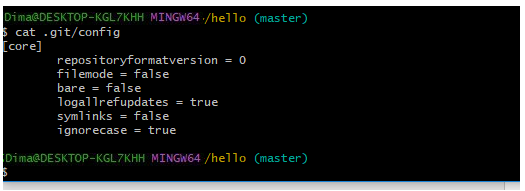 Dima@DESKTOP-KGL7KHH MINGW64 /hello (master)
$ cat .git/config
[core]
repositoryformatversion = 0
filemode = false
bare = false
logallrefupdates = true
symlinks = false
ignorecase = true
Dima@DESKTOP-KGL7KHH MINGW64 /hello (master)
$